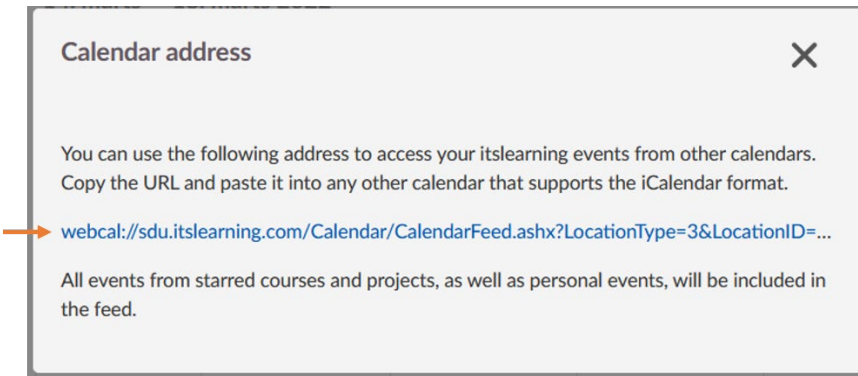 Calendar address
You can use the following address to access your itslearning events from other calendars.
Copy the URL and paste it into any other calendar that supports the iCalendar format.
webcal://sdu.itslearning.com/Calendar/CalendarFeed.ashx?LocationType=3&LocationID=...
All events from starred courses and projects, as well as personal events, will be included in
the feed.